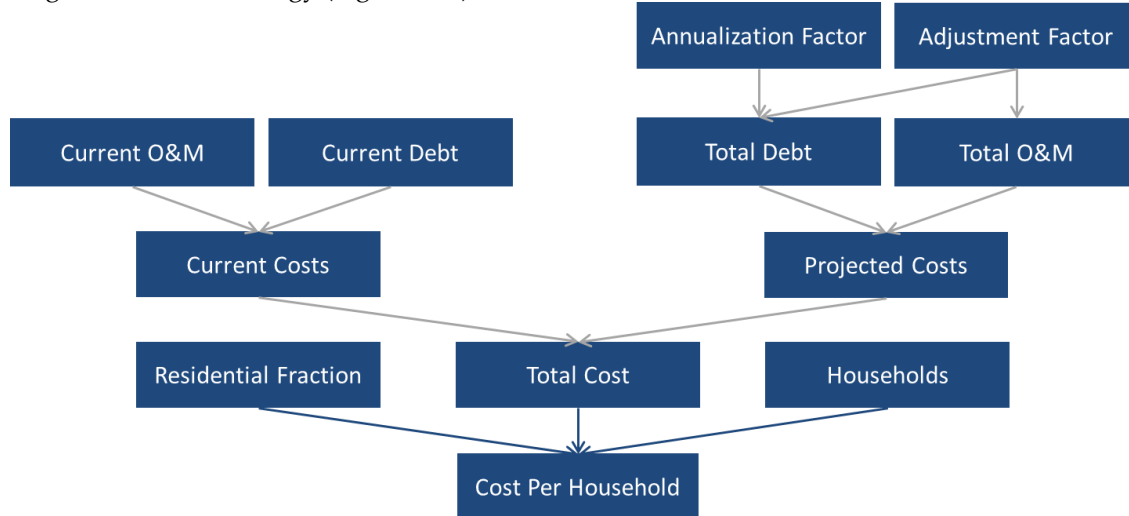 Annualization Factor
Adjustment Factor
Current O&M
Current Debt
Total Debt
Total O&M
Current Costs
Projected Costs
Residential Fraction
Total Cost
Households
Cost Per Household